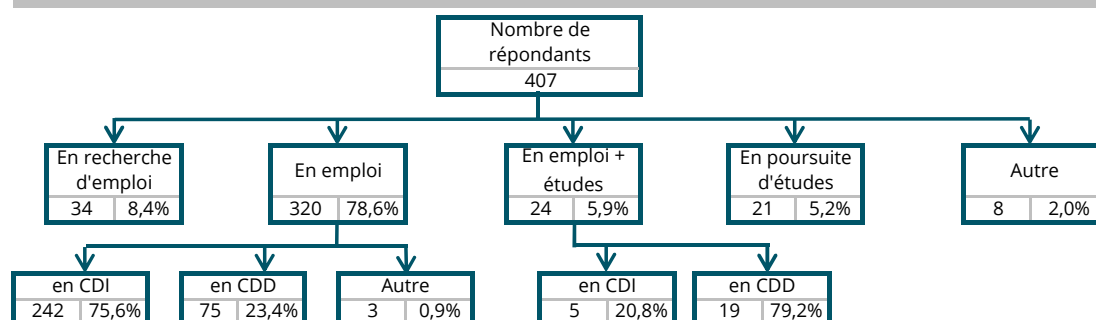 Nombre de
répondants
407
En recherche
d'emploi
34 8,4%
En emploi
320 78,6%
En emploi +
études
24 5,9%
En poursuite
d'études
21 5,2%
Autre
8 2,0%
en CDI
242 75,6%
en CDD
75 23,4%
Autre
3 0,9%
en CDI
5 20,8%
en CDD
19 79,2%